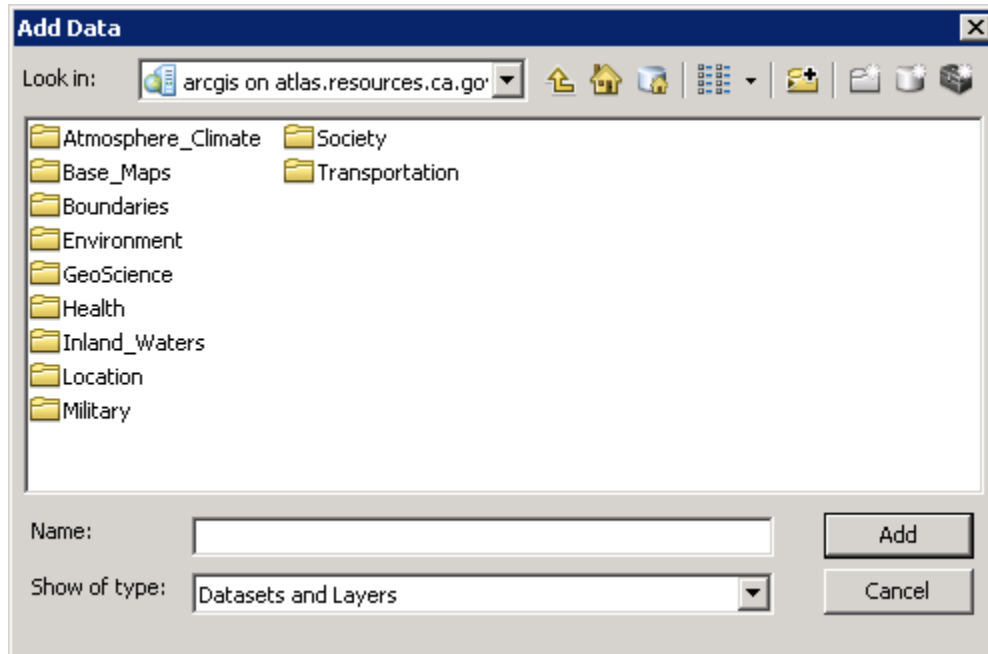 Add Data
Look in:
arcgis on atlas.resources.ca.go
Atmosphere_Climate
Base_Maps
Boundaries
Environment
GeoScience
Health
Inland_Waters
Location
Military
Society
Transportation
Name:
Add
Show of type:
Datasets and Layers
Cancel